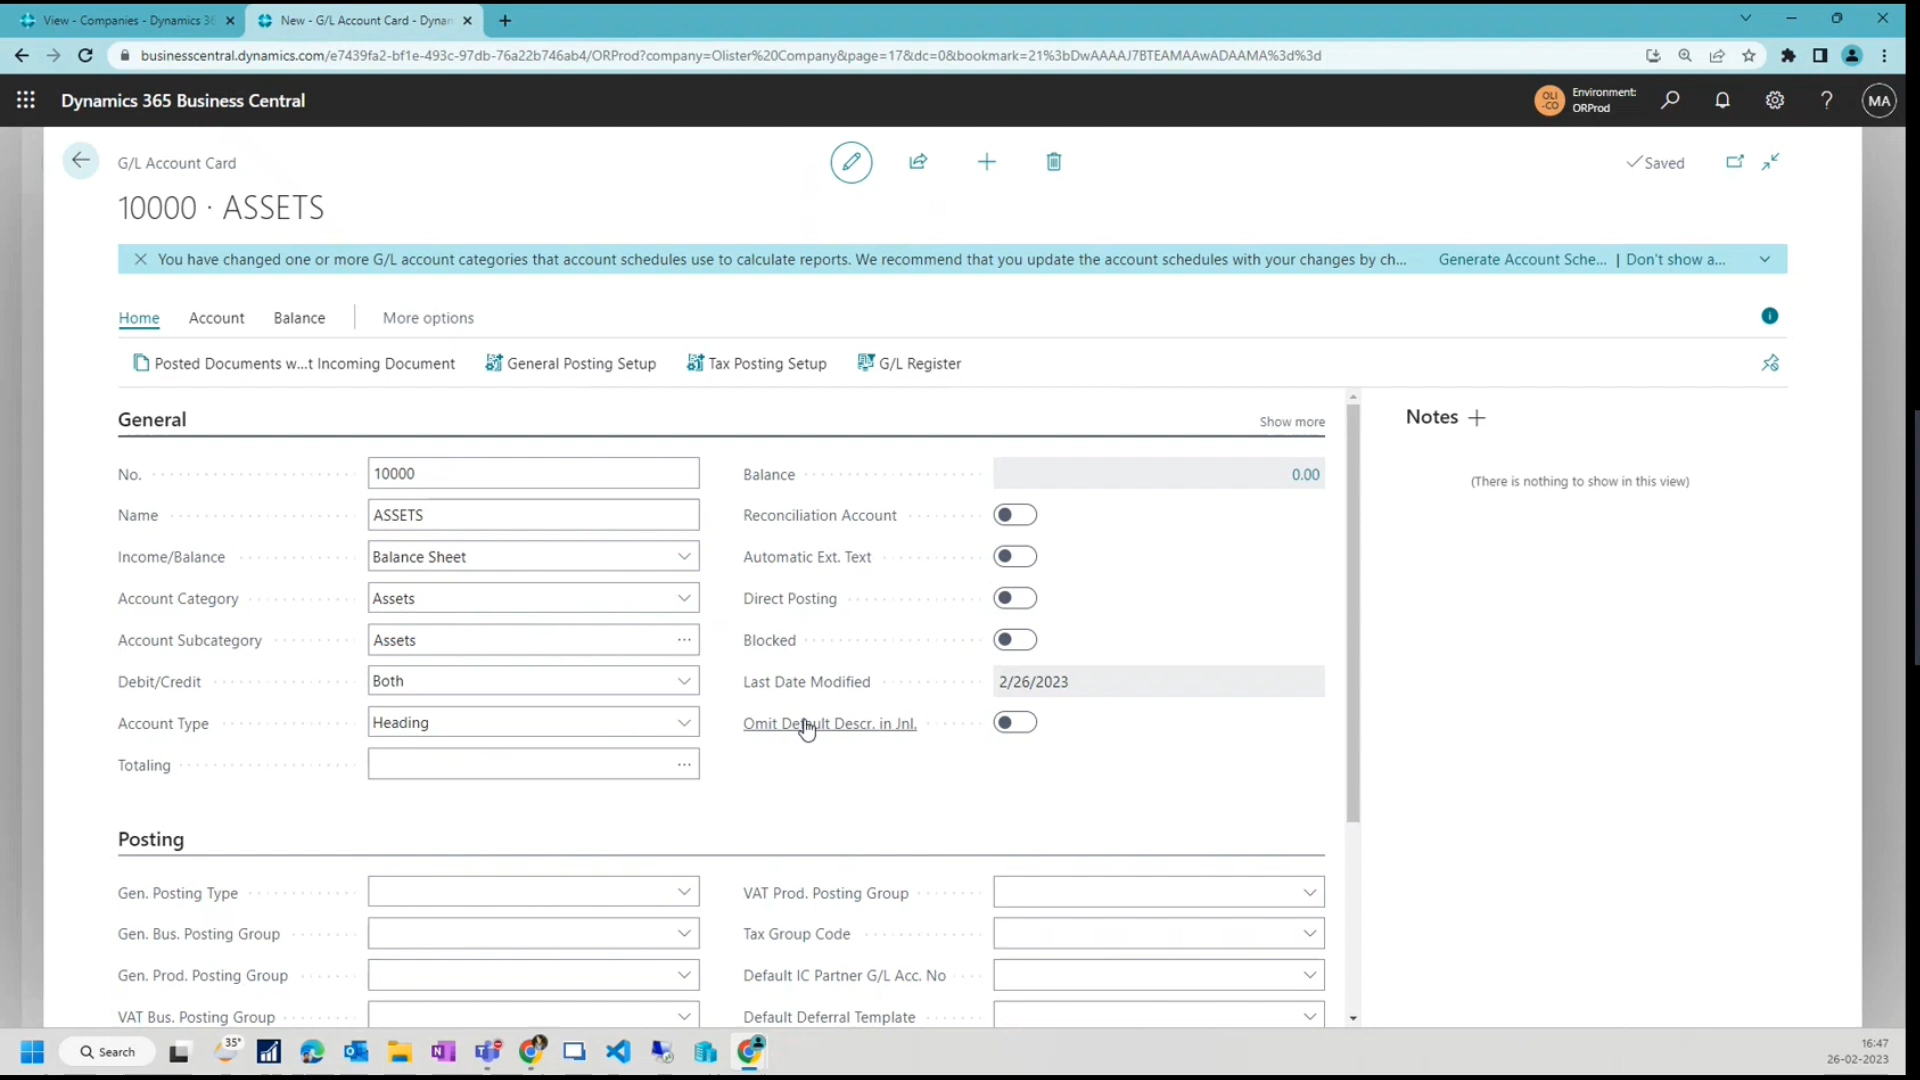 View - Companies - Dynamics 36
New - G/L Account Card - Dynam
businesscentral.dynamics.com/e7439fa2-bf1e-493c-97db-76a22b746ab4/ORProd?company=Olister%20Company&page=17&dc=0&bookmark=21%3bDwAAAAJ7BTEAMAAwADAAMA%3d%3d
Dynamics 365 Business Central
OLI
-CO
Environment:
ORProd
?
MA
G/L Account Card
Saved
10000 · ASSETS
You have changed one or more G/L account categories that account schedules use to calculate reports. We recommend that you update the account schedules with your changes by ch...
Generate Account Sche... | Don't show a...
Home
Account
Balance
More options
Posted Documents w...t Incoming Document
General Posting Setup
Tax Posting Setup
G/L Register
General
Show more
Notes
(There is nothing to show in this view)
No.
10000
Balance
0.00
Name
ASSETS
Reconciliation Account
Income/Balance
Balance Sheet
Automatic Ext. Text
Account Category
Assets
Direct Posting
Account Subcategory
Assets
Blocked
Debit/Credit
Both
Last Date Modified
2/26/2023
Account Type
Heading
Omit Default Descr. in Jnl.
Totaling
Posting
Gen. Posting Type
VAT Prod. Posting Group
Gen. Bus. Posting Group
Tax Group Code
Gen. Prod. Posting Group
Default IC Partner G/L Acc. No
VAT Bus. Posting Group
Default Deferral Template
Search
35°
16:47
26-02-2023